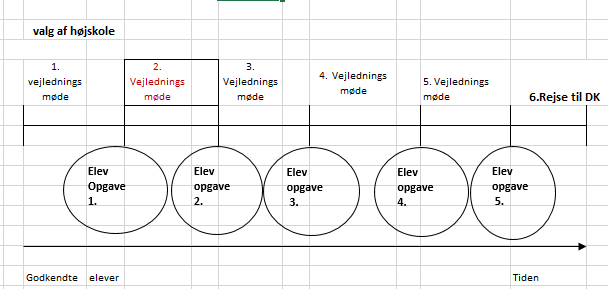 valg af højskole
1.
vejlednings
møde
2.
Vejlednings
møde
3.
Vejlednings
møde
4. Vejlednings
møde
5. Vejlednings
møde
6.Rejse til DK
Elev
Opgave
1.
Elev
opgave
2.
Elev
opgave
3.
Elev
opgave
4.
Elev
opgave
5.
Godkendte elever
Tiden